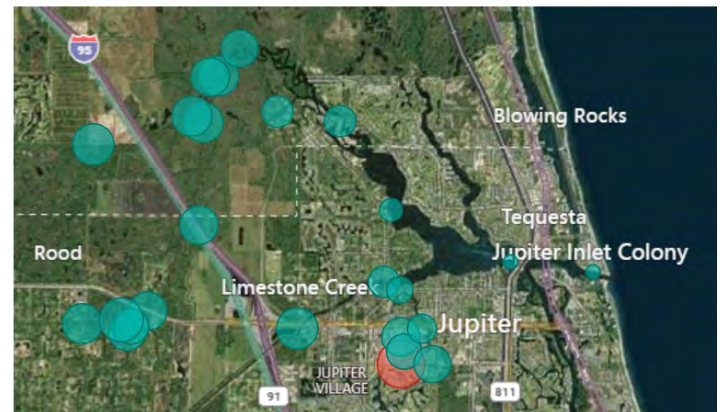 95
Blowing Rocks
Tequesta
Rood
Jupiter Inlet Colony
Limestone Creek
Jupiter
JUPITER
VILLAGE
91
811